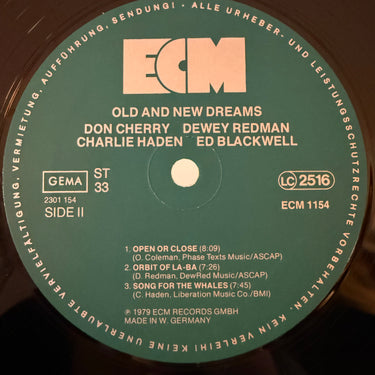 ECM
OLD AND NEW DREAMS
DON CHERRY DEWEY REDMAN
CHARLIE HADEN ED BLACKWELL
GEMA
ST
33
2301 154
SIDE II
LC 2516
ECM 1154
1. OPEN OR CLOSE (8:09)
(O. Coleman, Phase Texts Music/ASCAP)
2. ORBIT OF LA-BA (7:26)
(D. Redman, DewRed Music/ASCAP)
3. SONG FOR THE WHALES (7:45)
(C. Haden, Liberation Music Co./BMI)
℗ 1979 ECM RECORDS GMBH
MADE IN W. GERMANY
ALLE URHEBER- UND LEISTUNGSSCHUTZRECHTE VORBEHALTEN. KEIN VERLEIH! KEINE UNERLAUBTE VERVIELFÄLTIGUNG, VERMIETUNG, AUFFÜHRUNG, SENDUNG! -